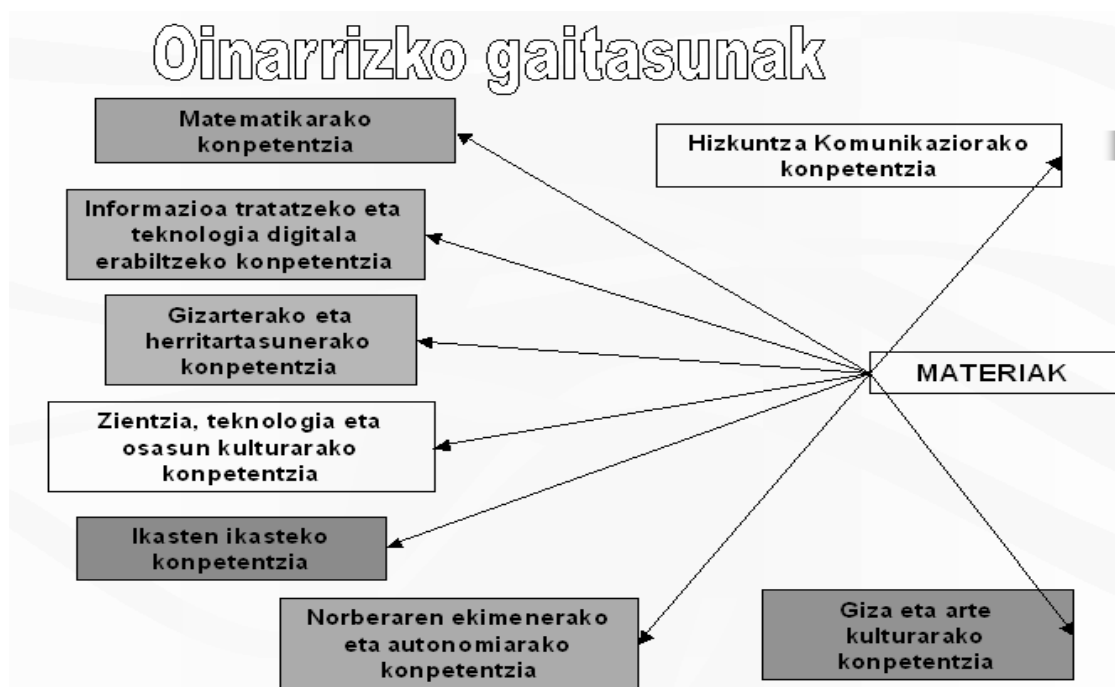 Oinarrizko gaitasunak
Matematikarako
konpetentzia
Hizkuntza Komunikaziorako
konpetentzia
Informazioa tratatzeko eta
teknologia digitala
erabiltzeko konpetentzia
Gizarterako eta
herritartasunerako
konpetentzia
MATERIAK
Zientzia, teknologia eta
osasun kulturarako
konpetentzia
Ikasten ikasteko
konpetentzia
Norberaren ekimenerako
eta autonomiarako
konpetentzia
Giza eta arte
kulturarako
konpetentzia